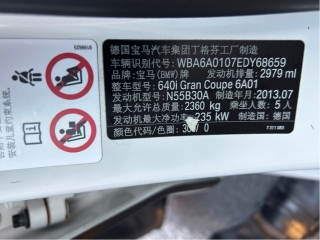 德国宝马汽车集团丁格芬工厂制造
车辆识别代号: WBA6A0107EDY68659
品牌: 宝马(BMW)牌 发动机排量: 2979 ml
整车型号: 640i Gran Coupe 6A01
发动机型号: N55B30A 制造年月: 2013.07
最大允许总质量: 2360 kg 乘坐人数: 5人
发动机最大净功率: 235 kW 制造国: 德国
颜色代码/色彩: 300 / 0